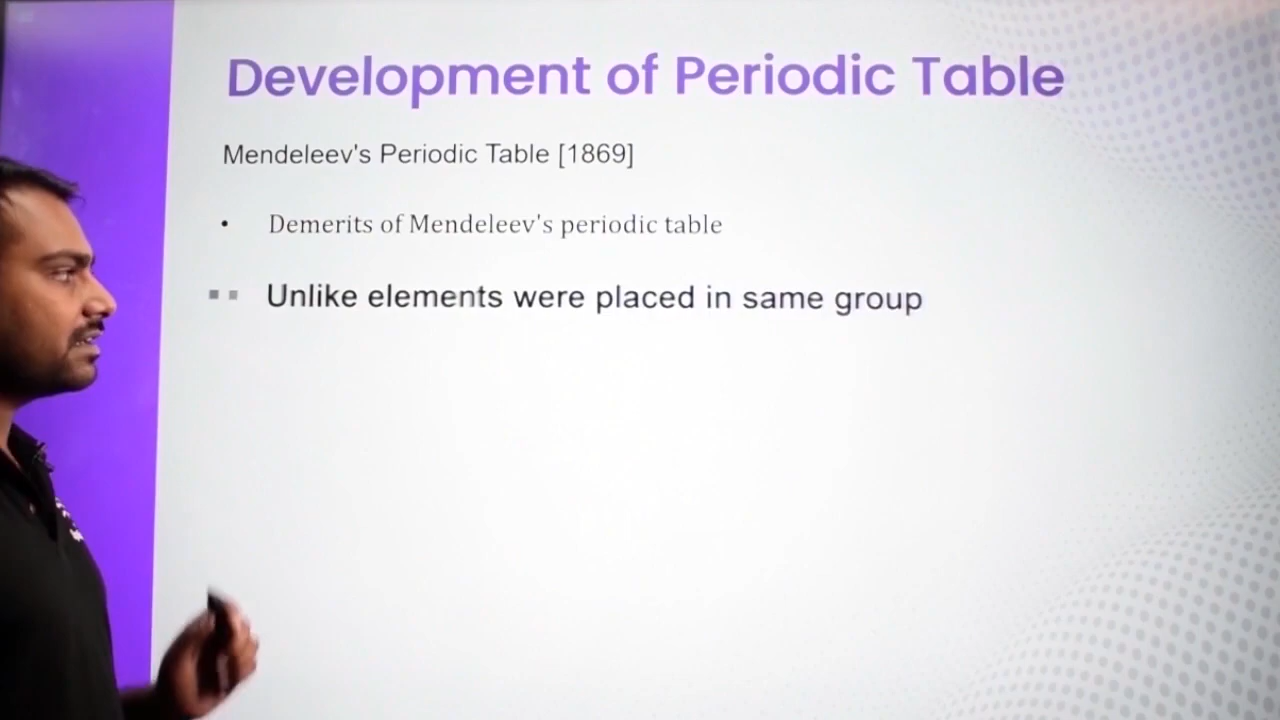 Development of Periodic Table
Mendeleev's Periodic Table [1869]
• Demerits of Mendeleev's periodic table
▪▪ Unlike elements were placed in same group